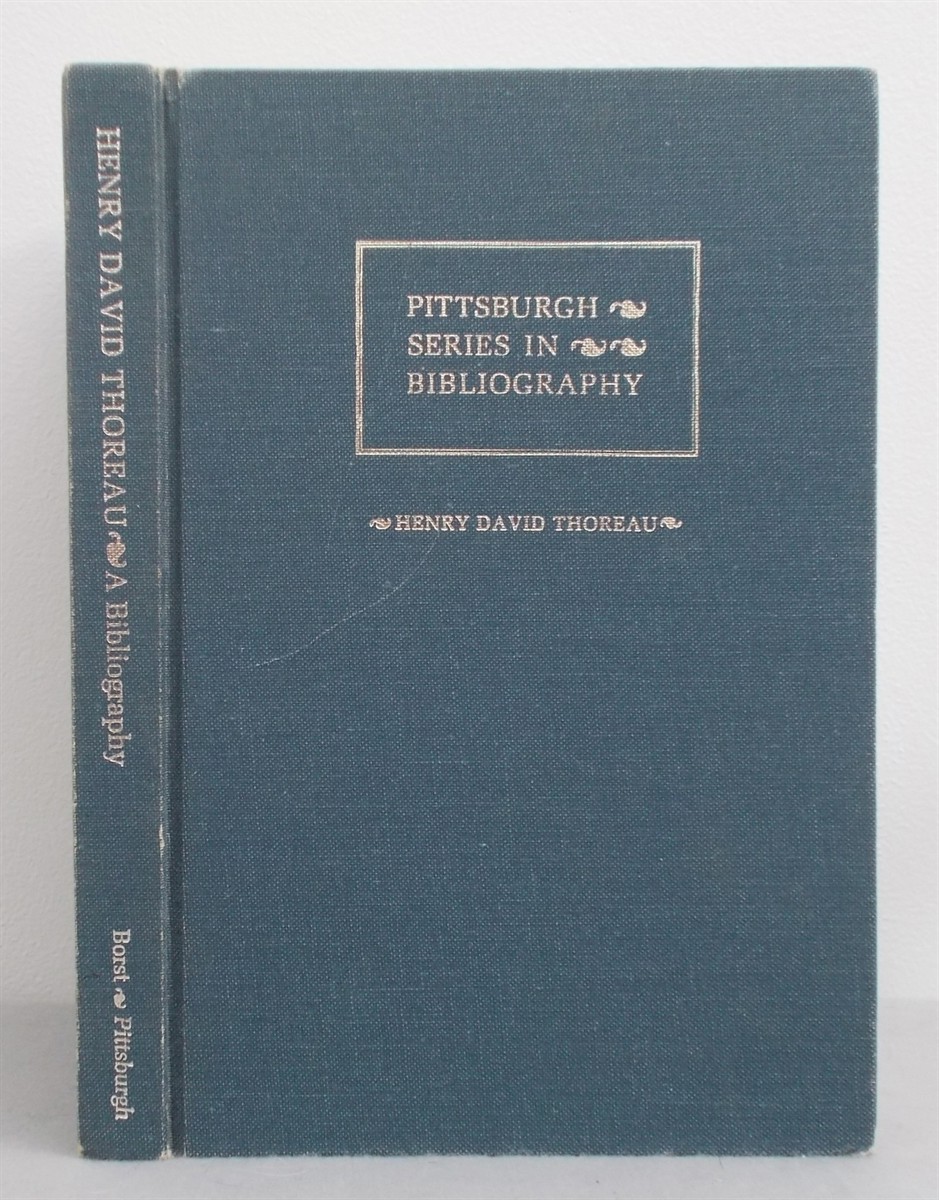 HENRY DAVID THOREAU A Bibliography
Borst Pittsburgh
PITTSBURGH
SERIES IN
BIBLIOGRAPHY
HENRY DAVID THOREAU